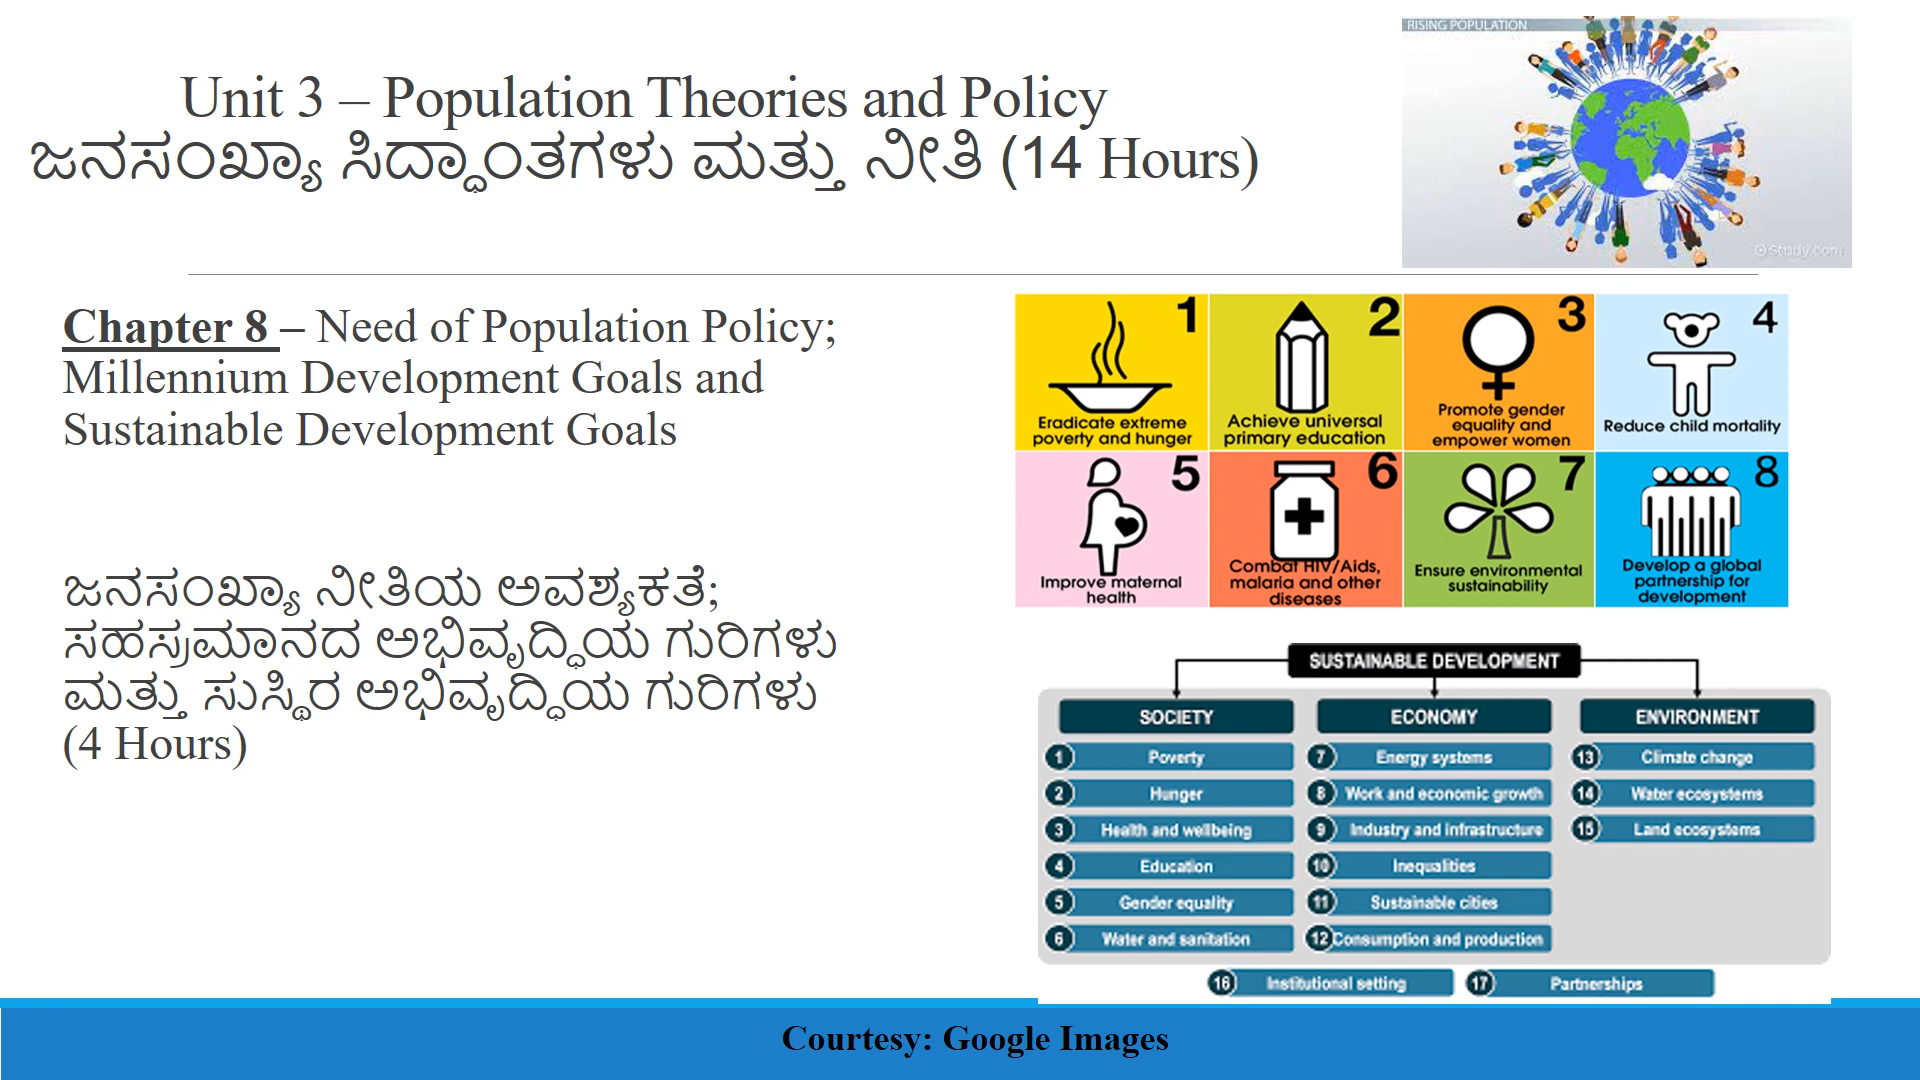 RISING POPULATION
Study.com
Unit 3 – Population Theories and Policy
ಜನಸಂಖ್ಯಾ ಸಿದ್ಧಾಂತಗಳು ಮತ್ತು ನೀತಿ (14 Hours)
Chapter 8 – Need of Population Policy;
Millennium Development Goals and
Sustainable Development Goals
ಜನಸಂಖ್ಯಾ ನೀತಿಯ ಅವಶ್ಯಕತೆ;
ಸಹಸ್ರಮಾನದ ಅಭಿವೃದ್ಧಿಯ ಗುರಿಗಳು
ಮತ್ತು ಸುಸ್ಥಿರ ಅಭಿವೃದ್ಧಿಯ ಗುರಿಗಳು
(4 Hours)
1
Eradicate extreme
poverty and hunger
2
Achieve universal
primary education
3
Promote gender
equality and
empower women
4
Reduce child mortality
5
Improve maternal
health
6
Combat HIV/Aids,
malaria and other
diseases
7
Ensure environmental
sustainability
8
Develop a global
partnership for
development
SUSTAINABLE DEVELOPMENT
SOCIETY
1 Poverty
2 Hunger
3 Health and wellbeing
4 Education
5 Gender equality
6 Water and sanitation
ECONOMY
7 Energy systems
8 Work and economic growth
9 Industry and infrastructure
10 Inequalities
11 Sustainable cities
12 Consumption and production
ENVIRONMENT
13 Climate change
14 Water ecosystems
15 Land ecosystems
16 Institutional setting
17 Partnerships
Courtesy: Google Images